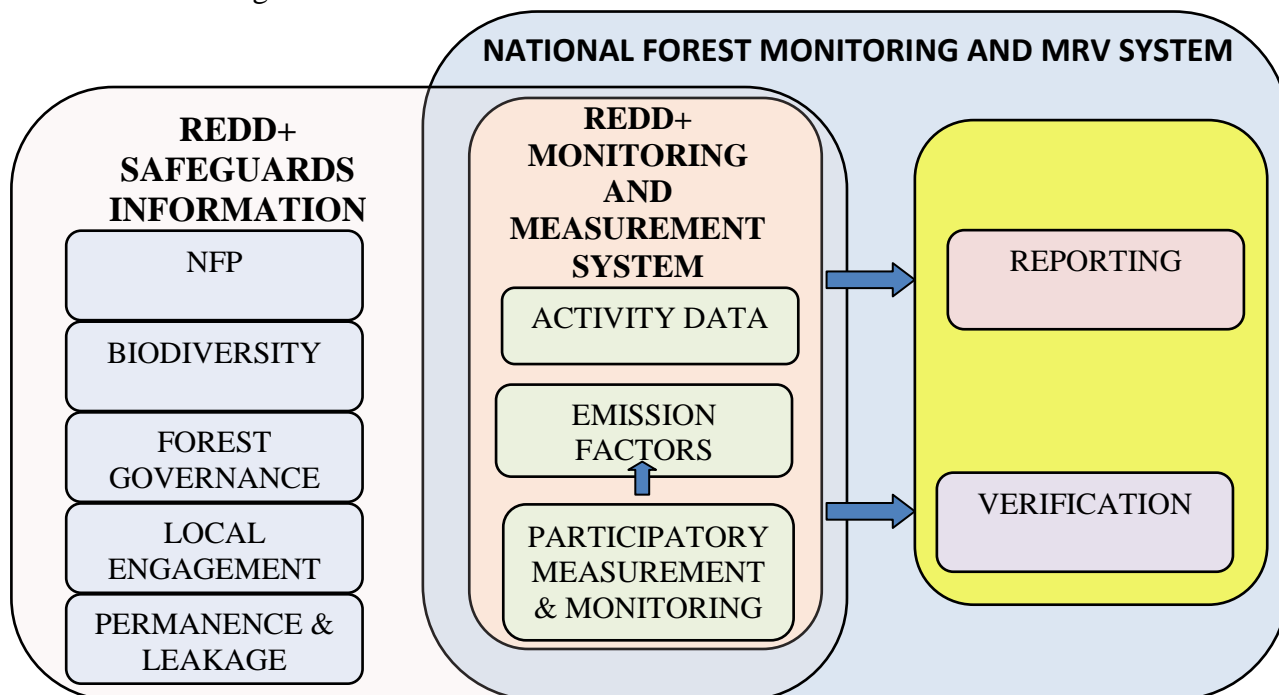 NATIONAL FOREST MONITORING AND MRV SYSTEM
REDD+
SAFEGUARDS
INFORMATION
NFP
BIODIVERSITY
FOREST
GOVERNANCE
LOCAL
ENGAGEMENT
PERMANENCE &
LEAKAGE
REDD+
MONITORING
AND
MEASUREMENT
SYSTEM
ACTIVITY DATA
EMISSION
FACTORS
PARTICIPATORY
MEASUREMENT
& MONITORING
REPORTING
VERIFICATION